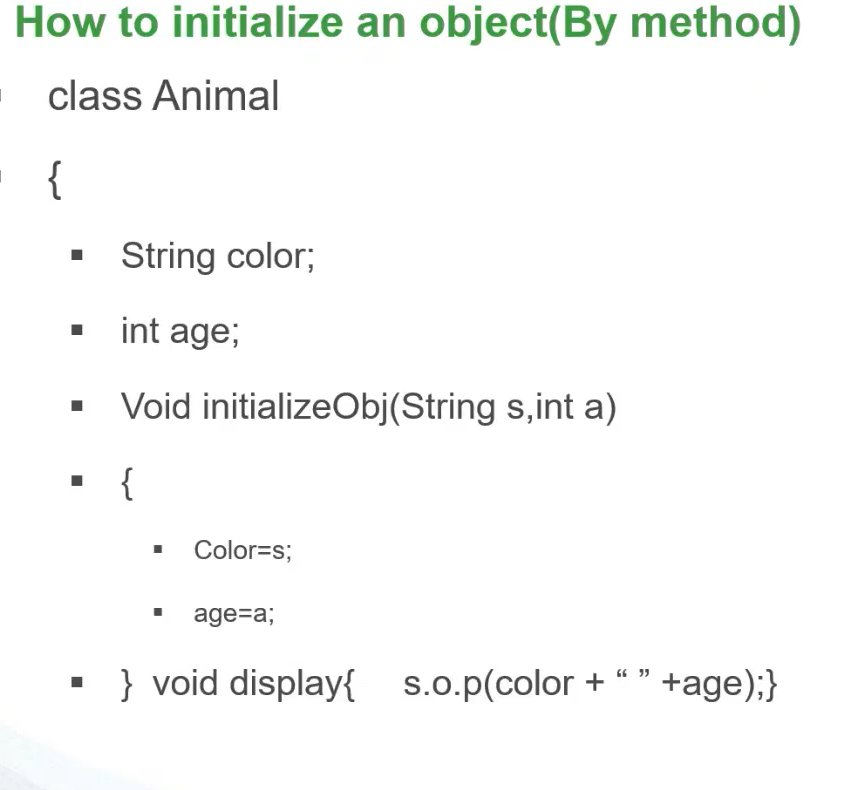 How to initialize an object(By method)
class Animal
{
String color;
int age;
Void initializeObj(String s,int a)
{
Color=s;
age=a;
} void display{ s.o.p(color + “ ” +age);}